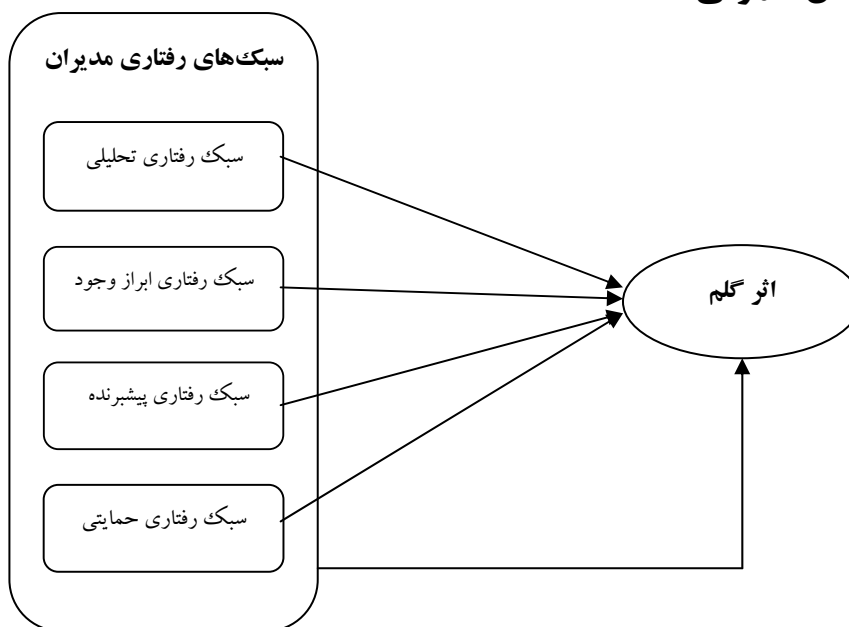 سبک‌های رفتاری مدیران
سبک رفتاری تحلیلی
سبک رفتاری ابراز وجود
سبک رفتاری پیشبرنده
سبک رفتاری حمایتی
اثر گلم